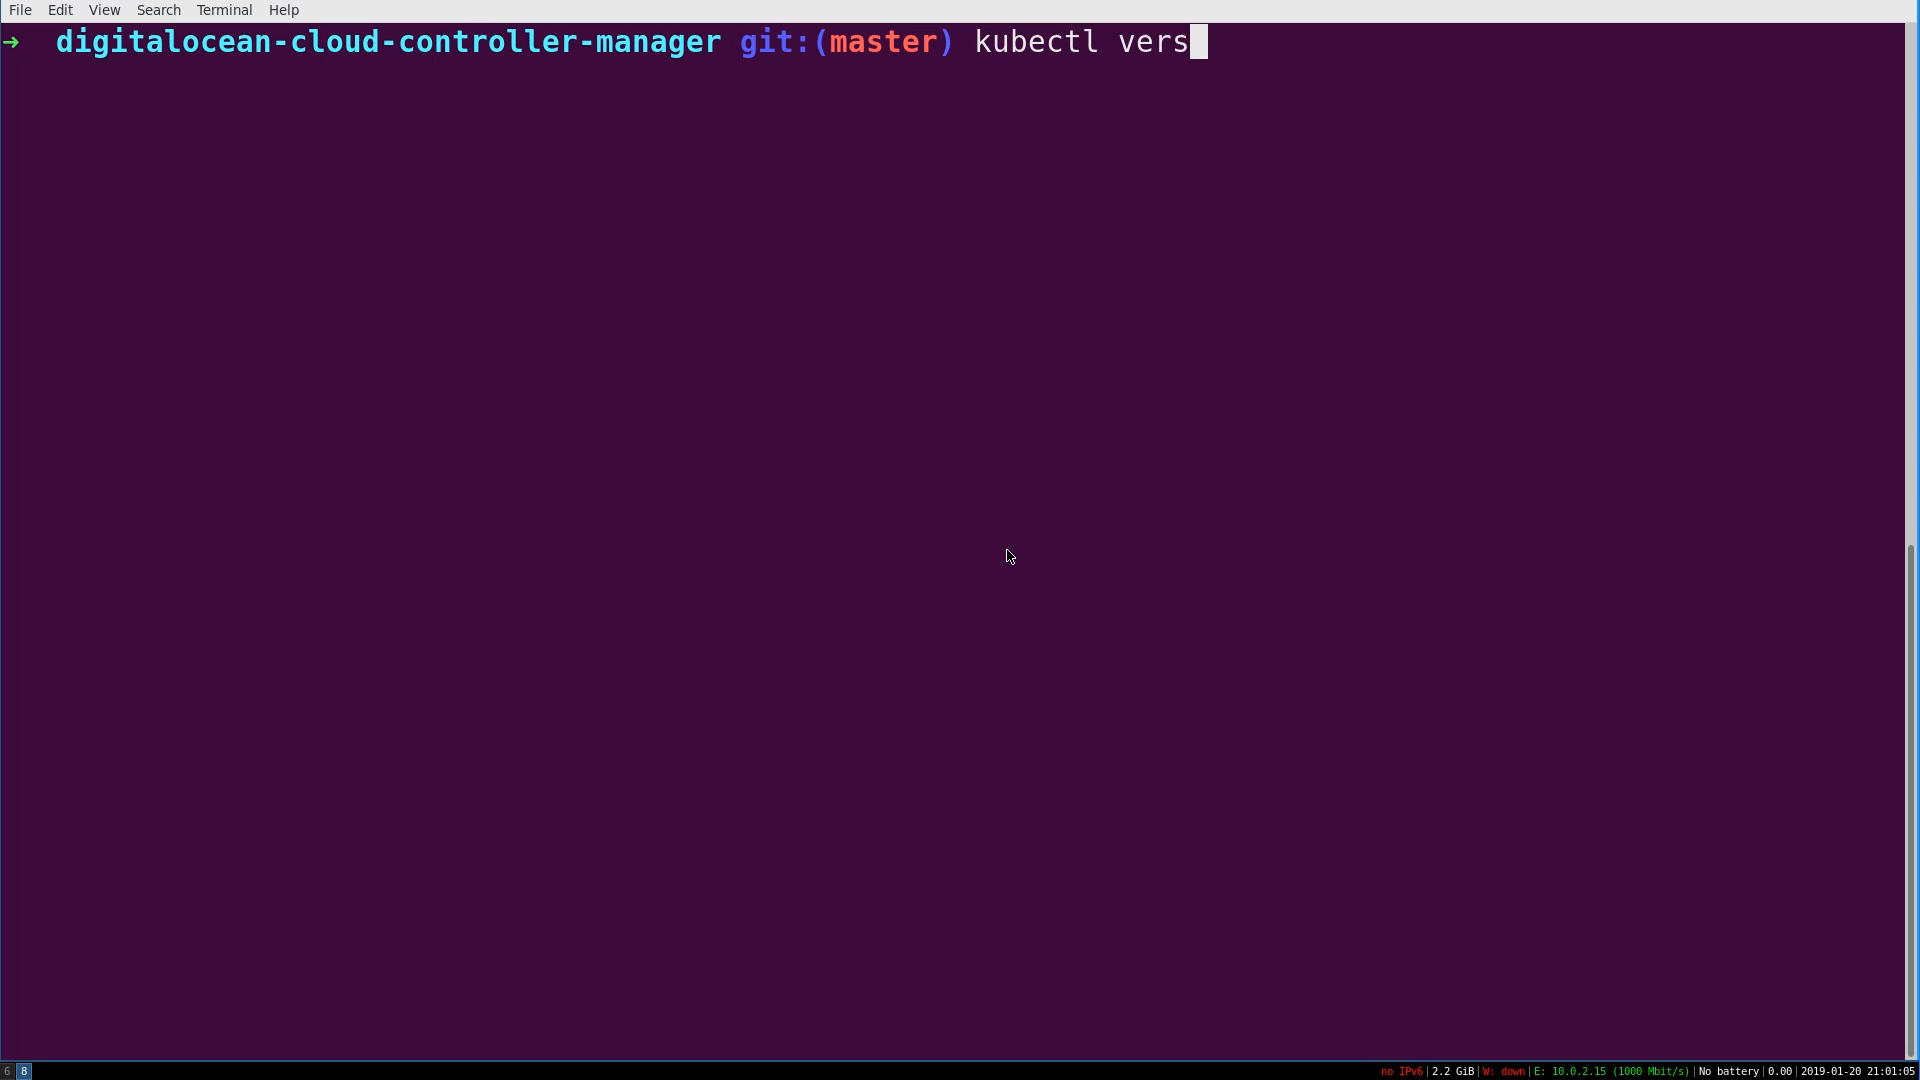 File Edit View Search Terminal Help
➜ digitalocean-cloud-controller-manager git:(master) kubectl vers
6 8 no IPv6|2.2 GiB|W: down|E: 10.0.2.15 (1000 Mbit/s)|No battery|0.00|2019-01-20 21:01:05